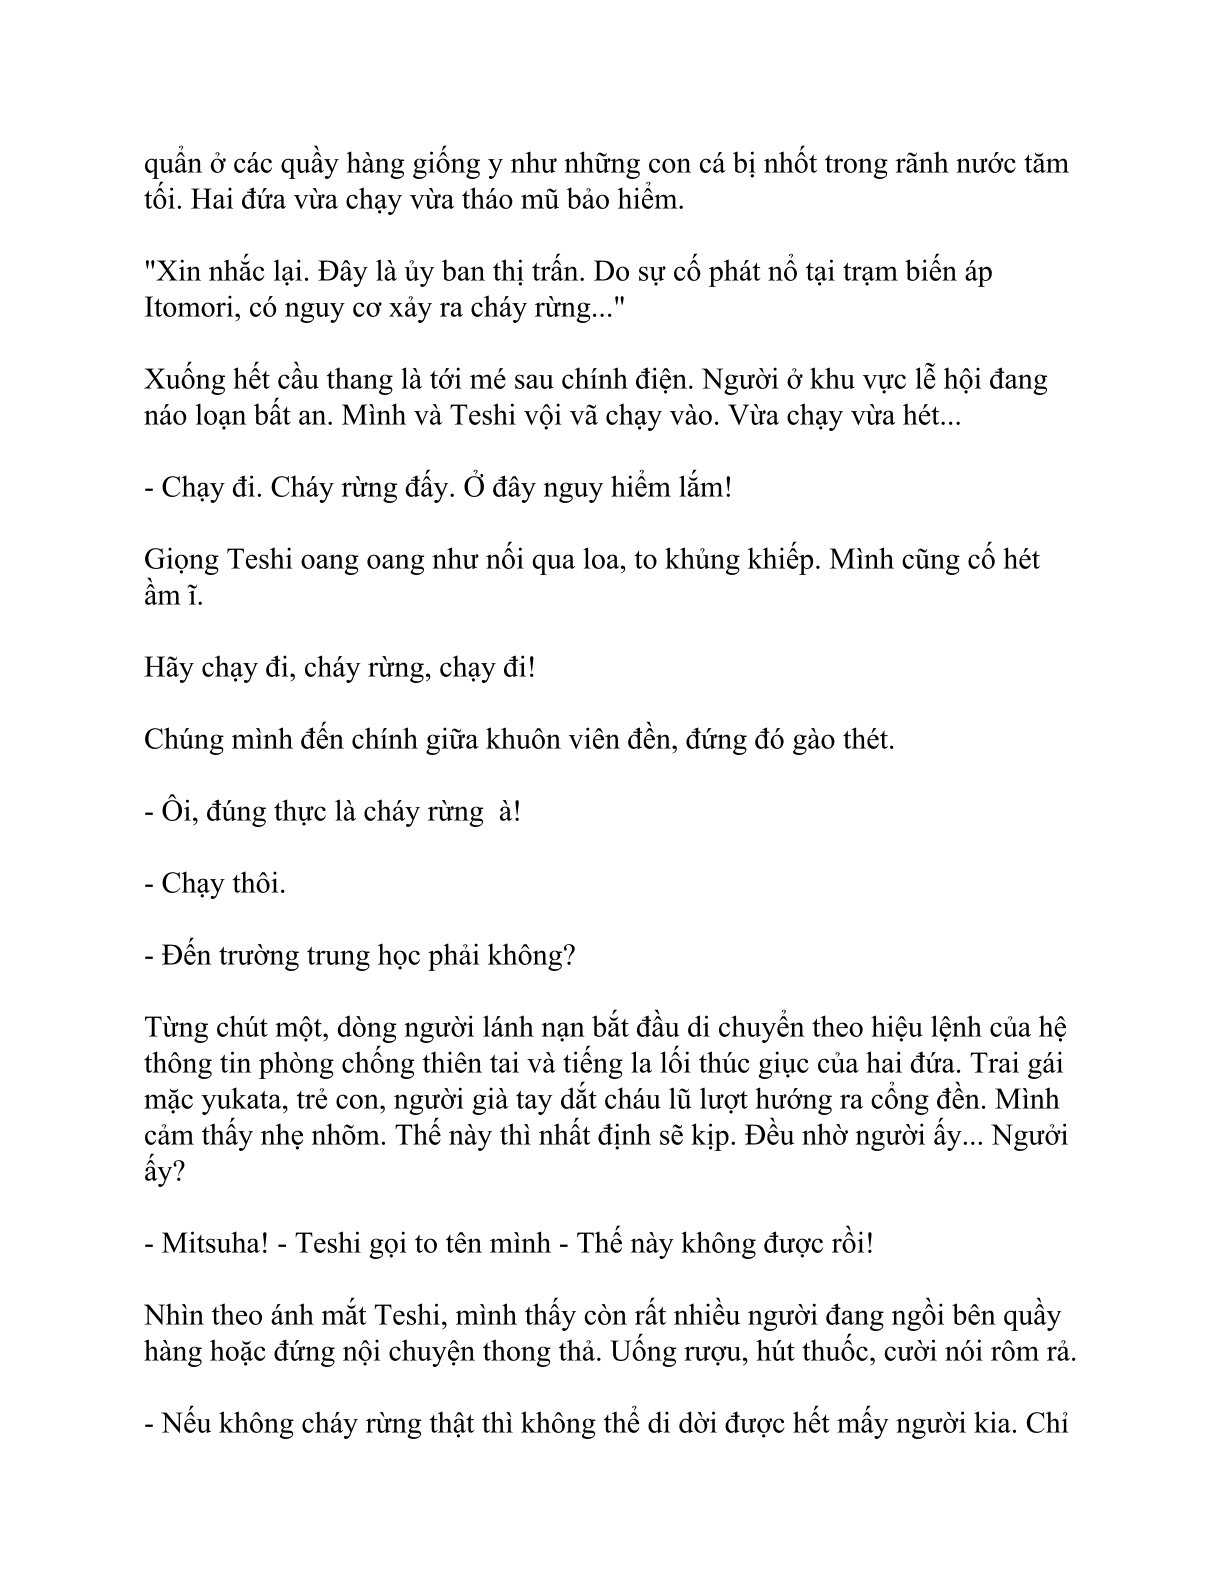 quẩn ở các quầy hàng giống y như những con cá bị nhốt trong rãnh nước tăm
tối. Hai đứa vừa chạy vừa tháo mũ bảo hiểm.
"Xin nhắc lại. Đây là ủy ban thị trấn. Do sự cố phát nổ tại trạm biến áp
Itomori, có nguy cơ xảy ra cháy rừng..."
Xuống hết cầu thang là tới mé sau chính điện. Người ở khu vực lễ hội đang
náo loạn bất an. Mình và Teshi vội vã chạy vào. Vừa chạy vừa hét...
- Chạy đi. Cháy rừng đấy. Ở đây nguy hiểm lắm!
Giọng Teshi oang oang như nối qua loa, to khủng khiếp. Mình cũng cố hét
ầm ĩ.
Hãy chạy đi, cháy rừng, chạy đi!
Chúng mình đến chính giữa khuôn viên đền, đứng đó gào thét.
- Ôi, đúng thực là cháy rừng  à!
- Chạy thôi.
- Đến trường trung học phải không?
Từng chút một, dòng người lánh nạn bắt đầu di chuyển theo hiệu lệnh của hệ
thông tin phòng chống thiên tai và tiếng la lối thúc giục của hai đứa. Trai gái
mặc yukata, trẻ con, người già tay dắt cháu lũ lượt hướng ra cổng đền. Mình
cảm thấy nhẹ nhõm. Thế này thì nhất định sẽ kịp. Đều nhờ người ấy... Ngưởi
ấy?
- Mitsuha! - Teshi gọi to tên mình - Thế này không được rồi!
Nhìn theo ánh mắt Teshi, mình thấy còn rất nhiều người đang ngồi bên quầy
hàng hoặc đứng nội chuyện thong thả. Uống rượu, hút thuốc, cười nói rôm rả.
- Nếu không cháy rừng thật thì không thể di dời được hết mấy người kia. Chỉ